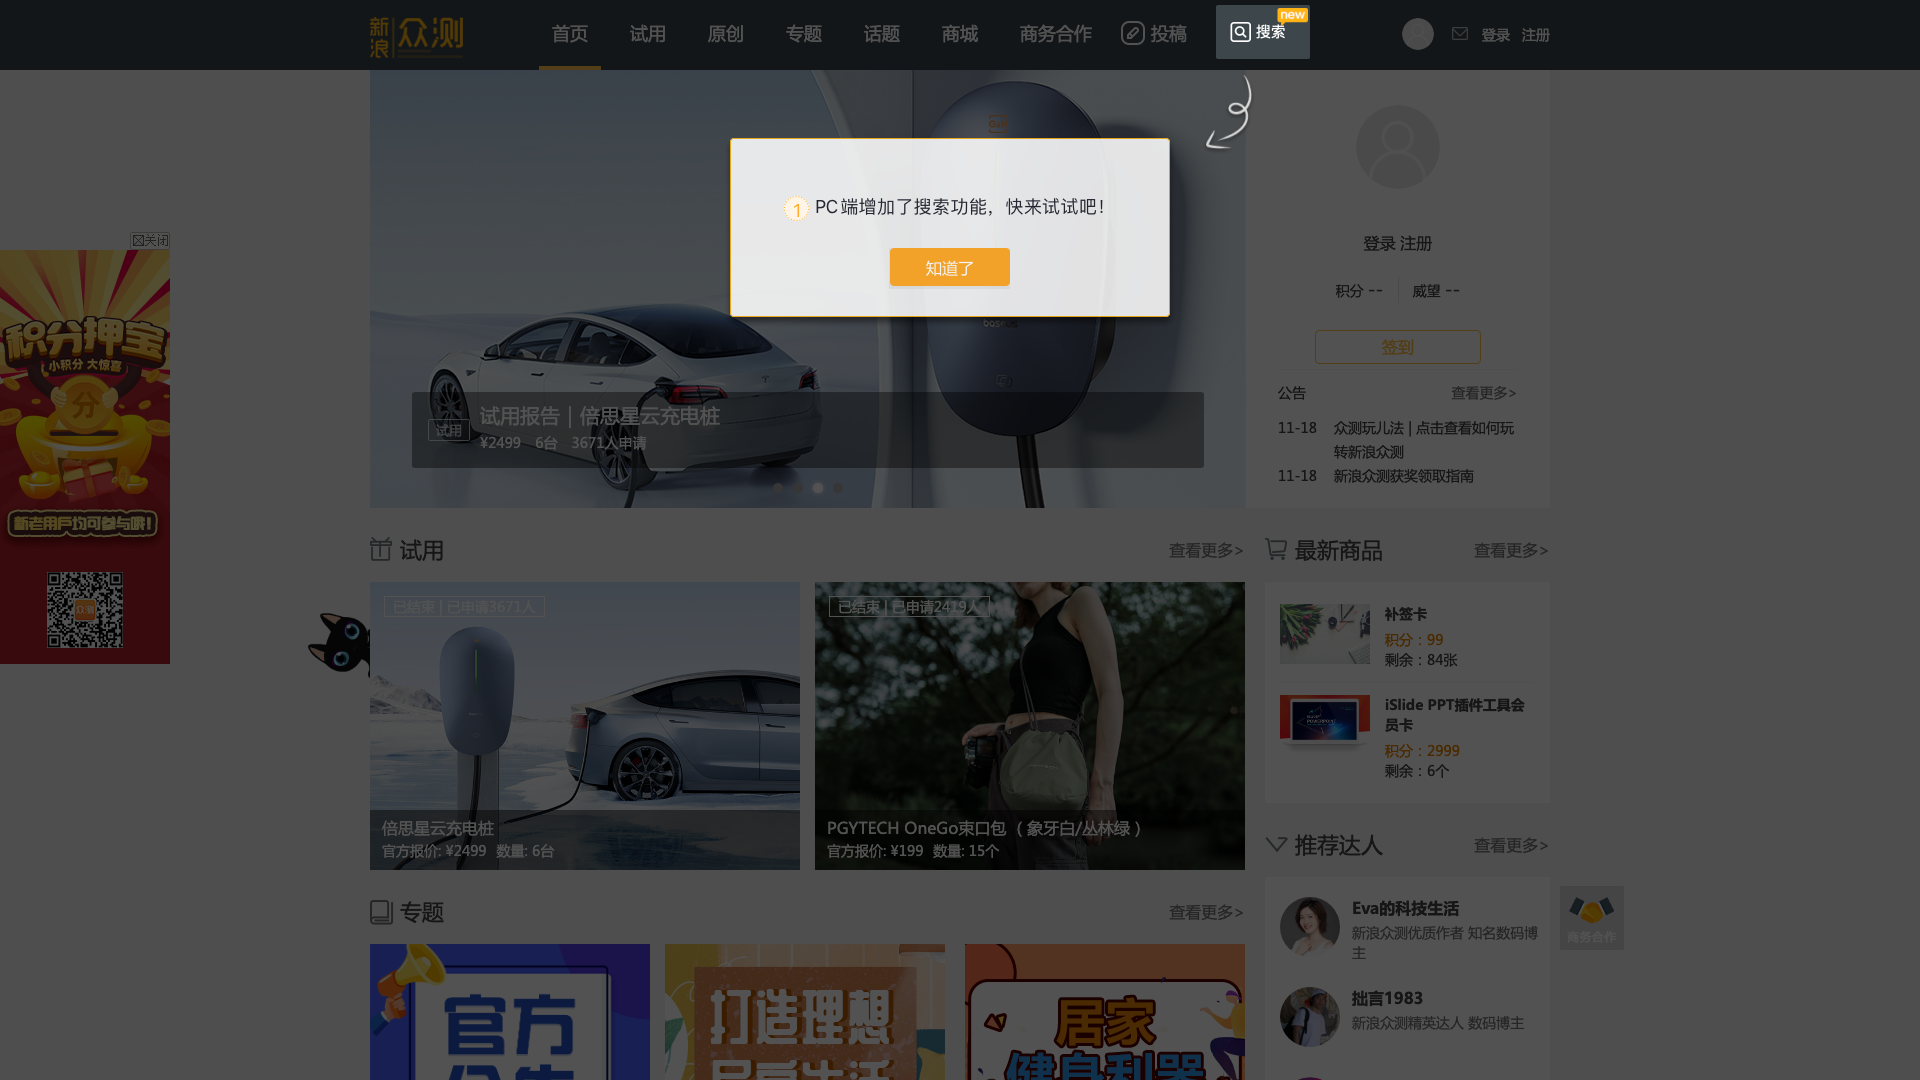 新浪 众测
首页 试用 原创 专题 话题 商城 商务合作 投稿 搜索 new 登录 注册
1 PC端增加了搜索功能，快来试试吧！
知道了
关闭
积分押宝
小积分 大惊喜
分
新老用户均可参与哦!
众测
baseus
试用
试用报告 | 倍思星云充电桩
¥2499 6台 3671人申请
登录 注册
积分 -- 威望 --
签到
公告 查看更多>
11-18 众测玩儿法 | 点击查看如何玩
转新浪众测
11-18 新浪众测获奖领取指南
试用 查看更多>
已结束 | 已申请3671人
倍思星云充电桩
官方报价: ¥2499 数量: 6台
已结束 | 已申请2419人
PGYTECH OneGo束口包 ( 象牙白/丛林绿 )
官方报价: ¥199 数量: 15个
最新商品 查看更多>
补签卡
积分：99
剩余：84张
iSlide PPT插件工具会
员卡
积分：2999
剩余：6个
推荐达人 查看更多>
Eva的科技生活
新浪众测优质作者 知名数码博
主
拙言1983
新浪众测精英达人 数码博主
商务合作
专题 查看更多>
官方
公告
打造理想
居家生活
居家
健身利器